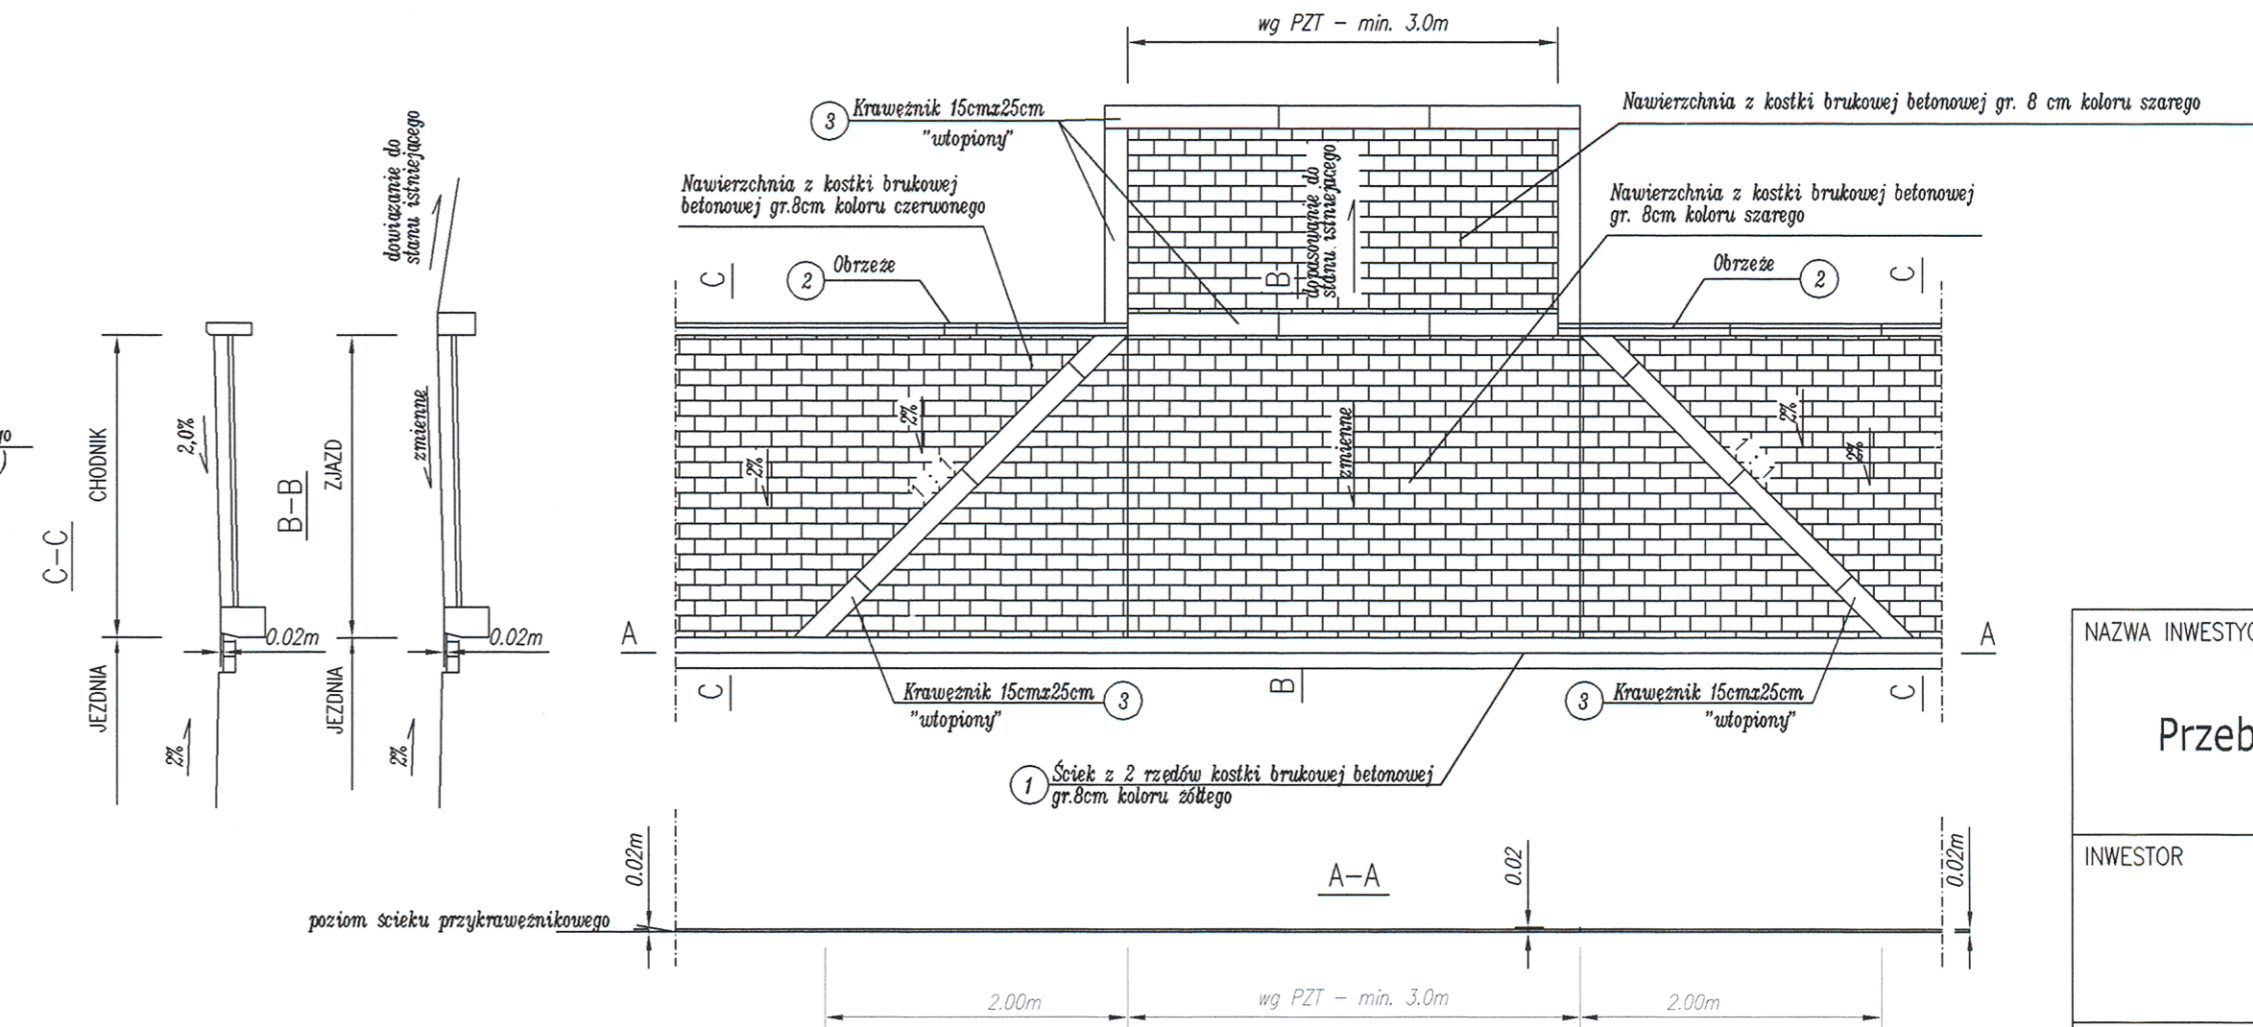 wg PZT – min. 3.0m
Krawężnik 15cmx25cm
3
"wtopiony"
Nawierzchnia z kostki brukowej betonowej gr. 8 cm koloru szarego
Nawierzchnia z kostki brukowej
betonowej gr.8cm koloru czerwonego
Nawierzchnia z kostki brukowej betonowej
gr. 8cm koloru szarego
dowiązanie do
stanu istniejącego
dopasowanie do
stanu istniejacego
C
2
Obrzeże
B
Obrzeże
2
C
CHODNIK
2,0%
ZJAZD
zmienne
B-B
C-C
2%
2%
1:1
zmienne
1:1
2%
2%
0.02m
0.02m
A
A
JEZDNIA
2%
JEZDNIA
2%
C
Krawężnik 15cmx25cm
3
"wtopiony"
B
3
Krawężnik 15cmx25cm
"wtopiony"
C
1
Ściek z 2 rzędów kostki brukowej betonowej
gr.8cm koloru żółtego
0.02m
A-A
0.02
0.02m
poziom ścieku przykrawężnikowego
2.00m
wg PZT – min. 3.0m
2.00m
NAZWA INWESTYC
Przeb
INWESTOR